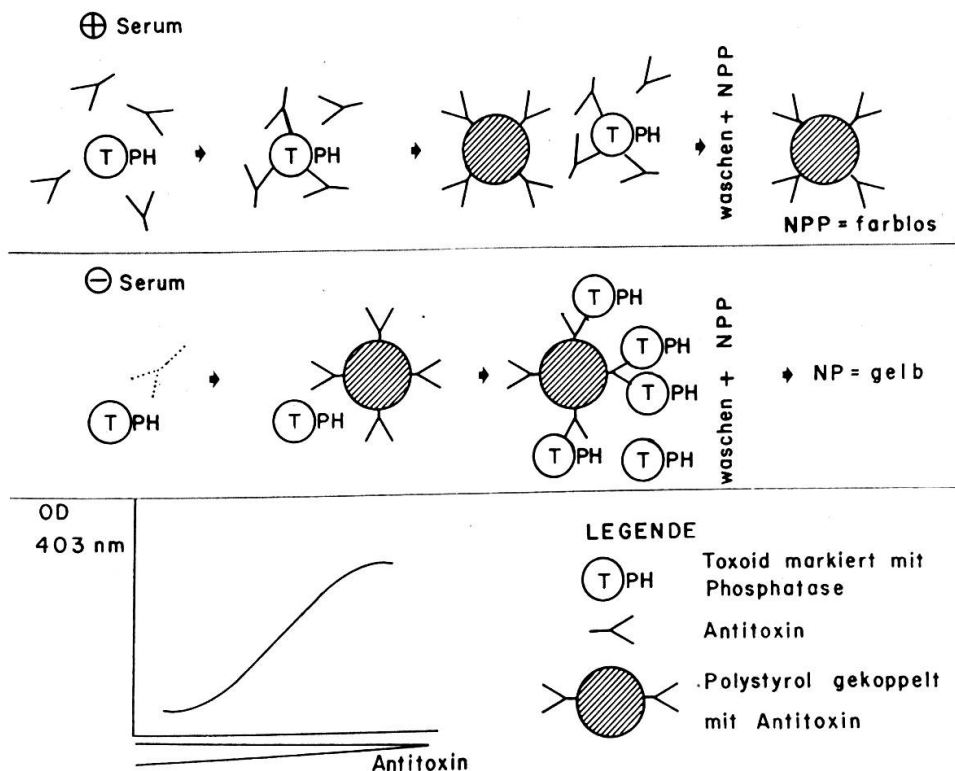 ⊕ Serum
T PH
T PH
T PH
waschen + NPP
NPP = farblos
⊖ Serum
T PH
T PH
T PH
T PH
T PH
T PH
T PH
waschen + NPP
NP = gelb
OD
403 nm
Antitoxin
LEGENDE
T PH
Toxoid markiert mit
Phosphatase
Antitoxin
Polystyrol gekoppelt
mit Antitoxin